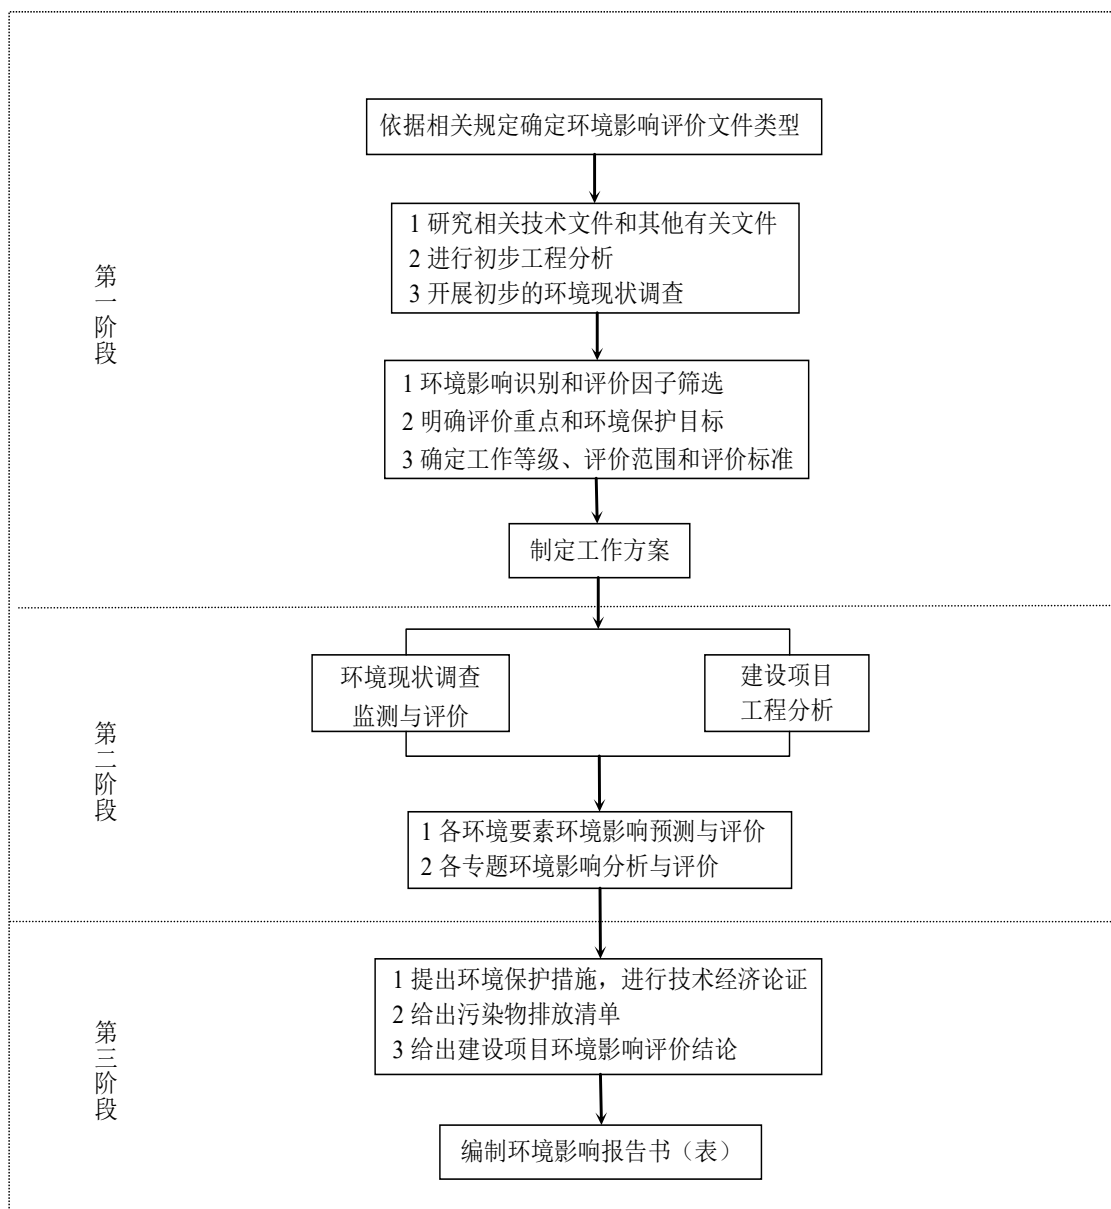 依据相关规定确定环境影响评价文件类型
1 研究相关技术文件和其他有关文件
2 进行初步工程分析
3 开展初步的环境现状调查
第一阶段
1 环境影响识别和评价因子筛选
2 明确评价重点和环境保护目标
3 确定工作等级、评价范围和评价标准
制定工作方案
环境现状调查
监测与评价
建设项目
工程分析
第二阶段
1 各环境要素环境影响预测与评价
2 各专题环境影响分析与评价
1 提出环境保护措施，进行技术经济论证
2 给出污染物排放清单
3 给出建设项目环境影响评价结论
第三阶段
编制环境影响报告书（表）